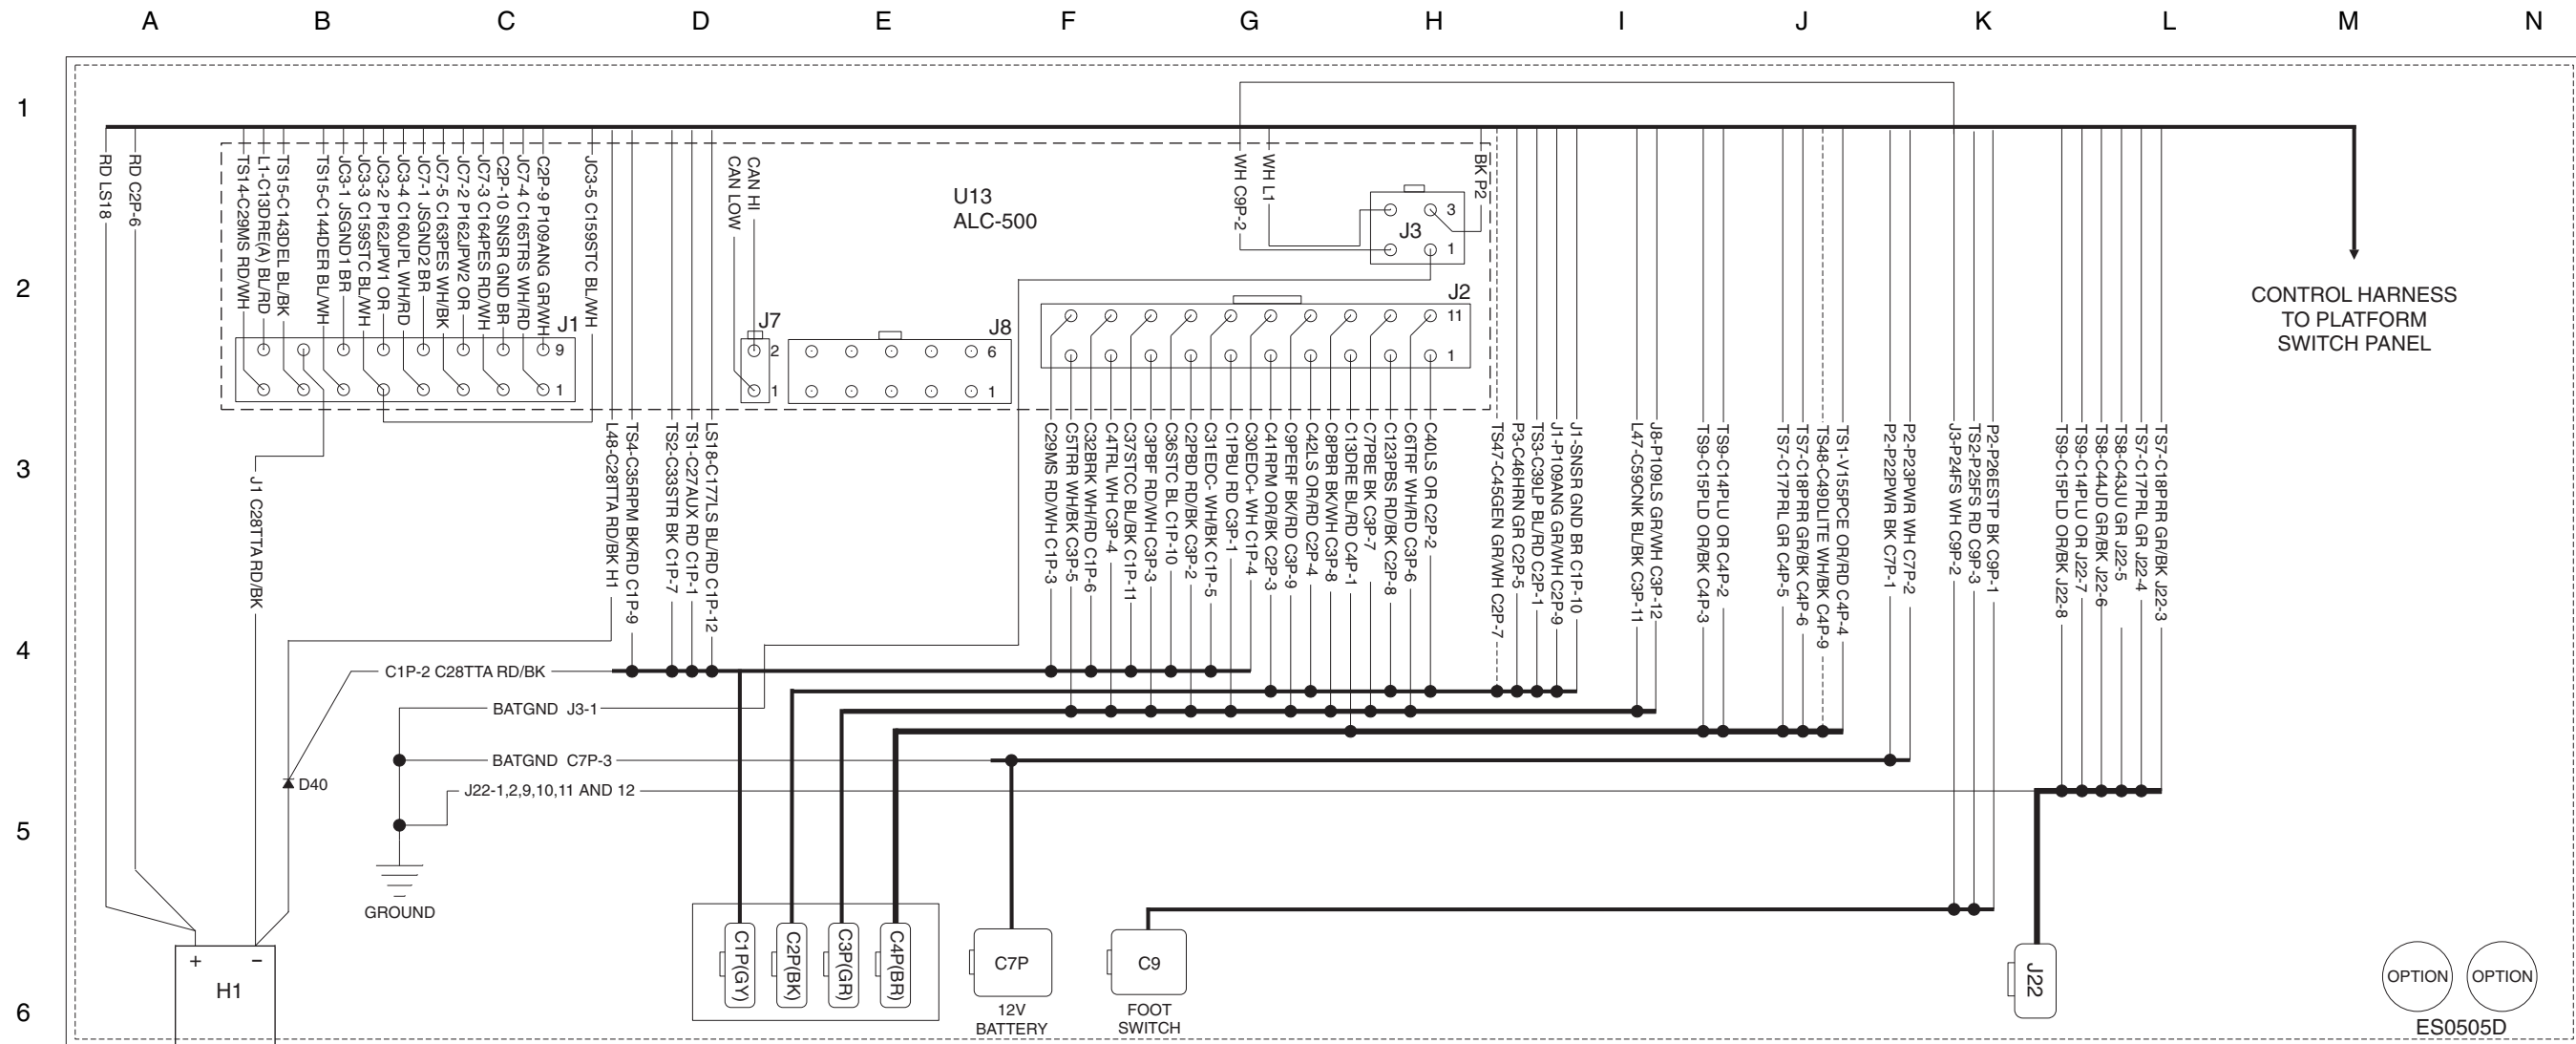 A B C D E F G H I J K L M N
1
2
3
4
5
6
RD LS18
RD C2P-6
TS14-C29MS RD/WH
L1-C13DRE(A) BL/RD
TS15-C143DEL BL/BK
TS15-C144DER BL/WH
JC3-1 JSGND1 BR
JC3-3 C159STC BL/WH
JC3-2 P162JPW1 OR
JC3-4 C160JPL WH/RD
JC7-1 JSGND2 BR
JC7-5 C163PES WH/BK
JC7-2 P162JPW2 OR
JC7-3 C164PES RD/WH
C2P-10 SNSR GND BR
JC7-4 C165TRS WH/RD
C2P-9 P109ANG GR/WH
JC3-5 C159STC BL/WH
CAN LOW
CAN HI
U13
ALC-500
WH C9P-2
WH L1
BK P2
J3
3
1
J1
9
1
J7
2
1
J8
6
1
J2
11
1
CONTROL HARNESS
TO PLATFORM
SWITCH PANEL
J1 C28TTA RD/BK
L48-C28TTA RD/BK H1
TS4-C35RPM BK/RD C1P-9
TS2-C33STR BK C1P-7
TS1-C27AUX RD C1P-1
LS18-C177LS BL/RD C1P-12
C29MS RD/WH C1P-3
C5TRR WH/BK C3P-5
C32BRK WH/RD C1P-6
C4TRL WH C3P-4
C37STCC BL/BK C1P-11
C3PBF RD/WH C3P-3
C36STC BL C1P-10
C2PBD RD/BK C3P-2
C31EDC- WH/BK C1P-5
C1PBU RD C3P-1
C30EDC+ WH C1P-4
C41RPM OR/BK C2P-3
C9PERF BK/RD C3P-9
C42LS OR/RD C2P-4
C8PBR BK/WH C3P-8
C13DRE BL/RD C4P-1
C7PBE BK C3P-7
C123PBS RD/BK C2P-8
C6TRF WH/RD C3P-6
C40LS OR C2P-2
TS47-C45GEN GR/WH C2P-7
P3-C46HRN GR C2P-5
TS3-C39LP BL/RD C2P-1
J1-P109ANG GR/WH C2P-9
J1-SNSR GND BR C1P-10
L47-C59CNK BL/BK C3P-11
J8-P109LS GR/WH C3P-12
TS9-C15PLD OR/BK C4P-3
TS9-C14PLU OR C4P-2
TS7-C17PRL GR C4P-5
TS7-C18PRR GR/BK C4P-6
TS48-C49DLITE WH/BK C4P-9
TS1-V155PCE OR/RD C4P-4
P2-P22PWR BK C7P-1
P2-P23PWR WH C7P-2
J3-P24FS WH C9P-2
TS2-P25FS RD C9P-3
P2-P26ESTP BK C9P-1
TS9-C15PLD OR/BK J22-8
TS9-C14PLU OR J22-7
TS8-C44JD GR/BK J22-6
TS8-C43JU GR J22-5
TS7-C17PRL GR J22-4
TS7-C18PRR GR/BK J22-3
C1P-2 C28TTA RD/BK
BATGND J3-1
BATGND C7P-3
J22-1,2,9,10,11 AND 12
D40
GROUND
+ −
H1
C1P(GY)
C2P(BK)
C3P(GR)
C4P(BR)
C7P
12V
BATTERY
C9
FOOT
SWITCH
J22
OPTION OPTION
ES0505D